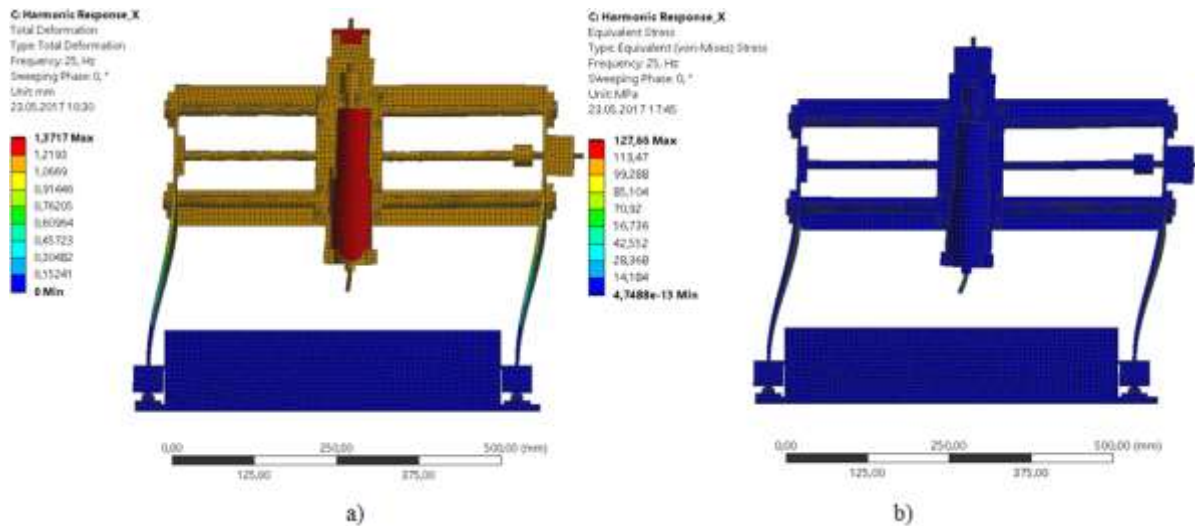 C: Harmonic Response_X
Total Deformation
Type: Total Deformation
Frequency: 25, Hz
Sweeping Phase: 0, °
Unit: mm
23.05.2017 10:30
1,3717 Max
1,2193
1,0669
0,91446
0,76205
0,60964
0,45723
0,30482
0,15241
0 Min
0,00
250,00
500,00 (mm)
125,00
375,00
a)
C: Harmonic Response_X
Equivalent Stress
Type: Equivalent (von-Mises) Stress
Frequency: 25, Hz
Sweeping Phase: 0, °
Unit: MPa
23.05.2017 17:45
127,66 Max
113,47
99,288
85,104
70,92
56,736
42,552
28,368
14,184
4,7488e-13 Min
0,00
250,00
500,00 (mm)
125,00
375,00
b)